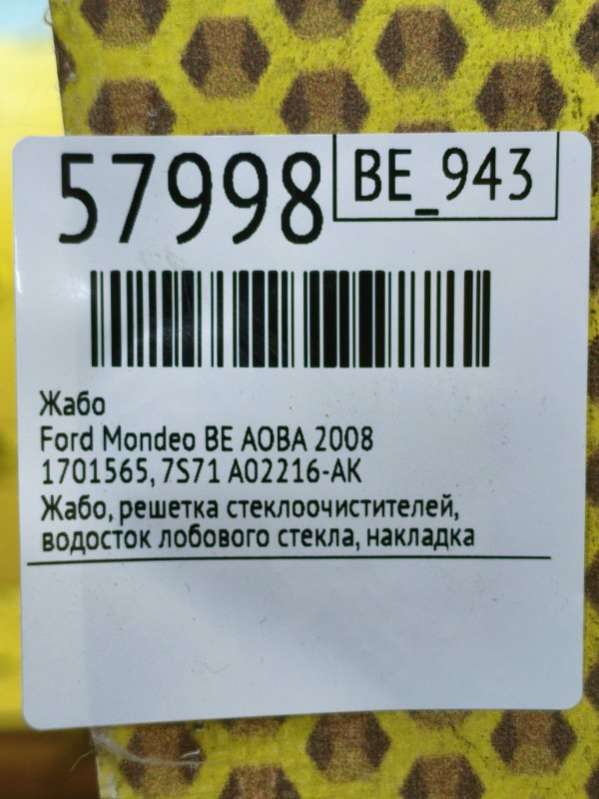 57998
BE_943
Жабо
Ford Mondeo BE AOBA 2008
1701565, 7S71 A02216-AK
Жабо, решетка стеклоочистителей,
водосток лобового стекла, накладка